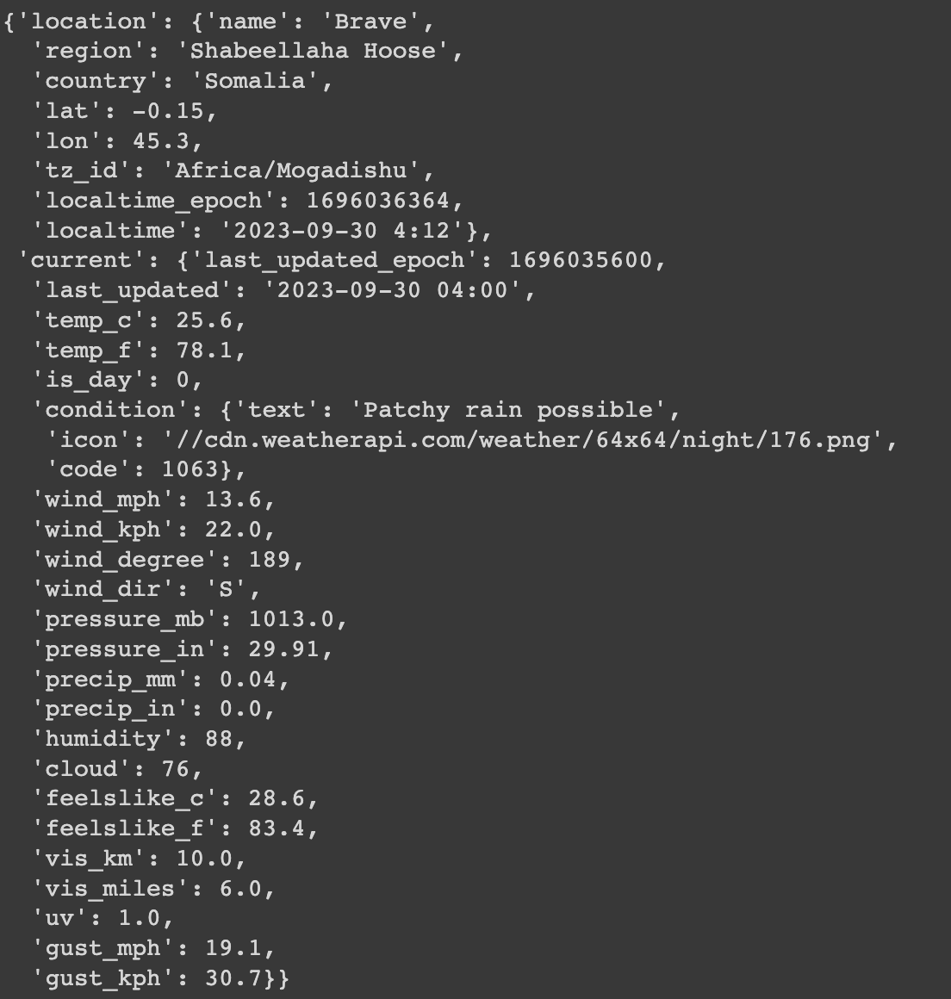 {'location': {'name': 'Brave',
'region': 'Shabeellaha Hoose',
'country': 'Somalia',
'lat': -0.15,
'lon': 45.3,
'tz_id': 'Africa/Mogadishu',
'localtime_epoch': 1696036364,
'localtime': '2023-09-30 4:12'},
'current': {'last_updated_epoch': 1696035600,
'last_updated': '2023-09-30 04:00',
'temp_c': 25.6,
'temp_f': 78.1,
'is_day': 0,
'condition': {'text': 'Patchy rain possible',
'icon': '//cdn.weatherapi.com/weather/64x64/night/176.png',
'code': 1063},
'wind_mph': 13.6,
'wind_kph': 22.0,
'wind_degree': 189,
'wind_dir': 'S',
'pressure_mb': 1013.0,
'pressure_in': 29.91,
'precip_mm': 0.04,
'precip_in': 0.0,
'humidity': 88,
'cloud': 76,
'feelslike_c': 28.6,
'feelslike_f': 83.4,
'vis_km': 10.0,
'vis_miles': 6.0,
'uv': 1.0,
'gust_mph': 19.1,
'gust_kph': 30.7}}